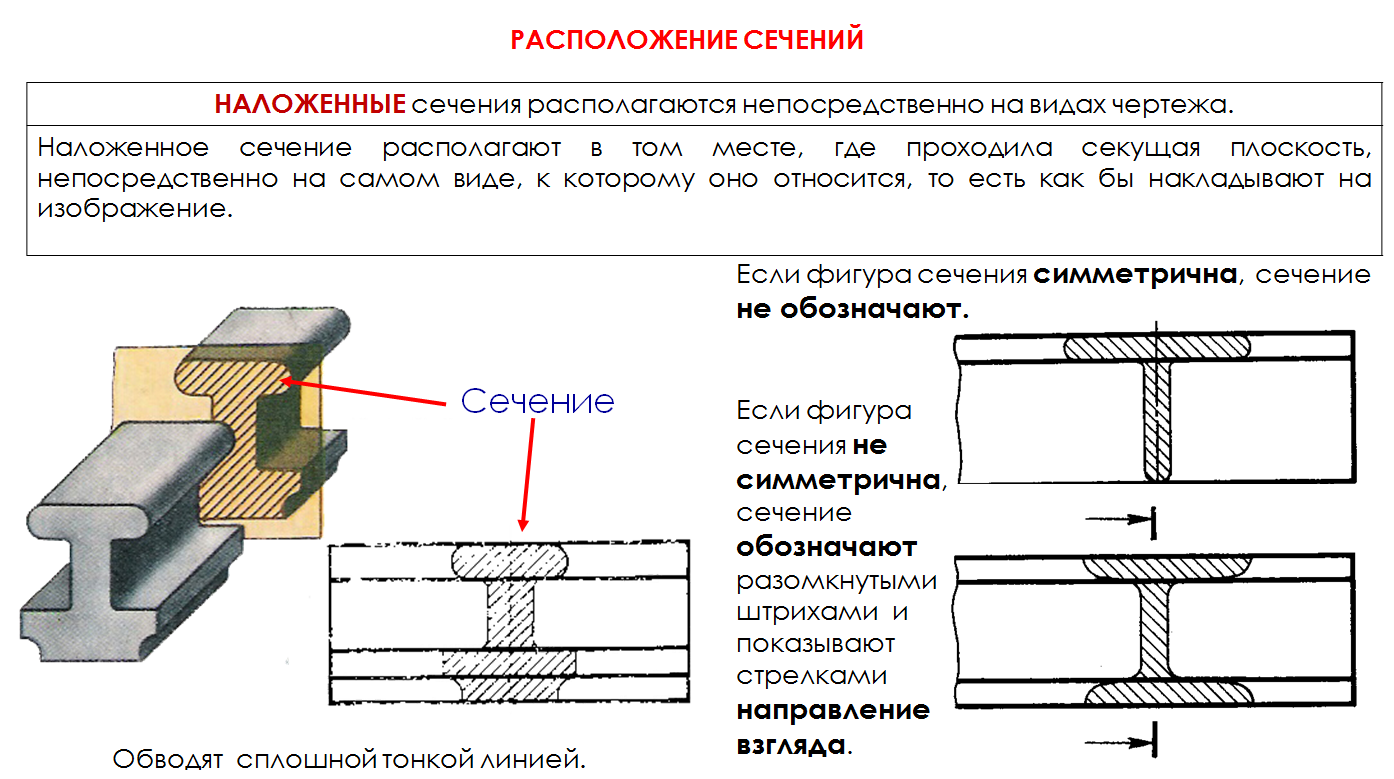 РАСПОЛОЖЕНИЕ СЕЧЕНИЙ
НАЛОЖЕННЫЕ сечения располагаются непосредственно на видах чертежа.
Наложенное сечение располагают в том месте, где проходила секущая плоскость,
непосредственно на самом виде, к которому оно относится, то есть как бы накладывают на
изображение.
Если фигура сечения симметрична, сечение
не обозначают.
Сечение
Если фигура
сечения не
симметрична,
сечение
обозначают
разомкнутыми
штрихами и
показывают
стрелками
направление
взгляда.
Обводят сплошной тонкой линией.